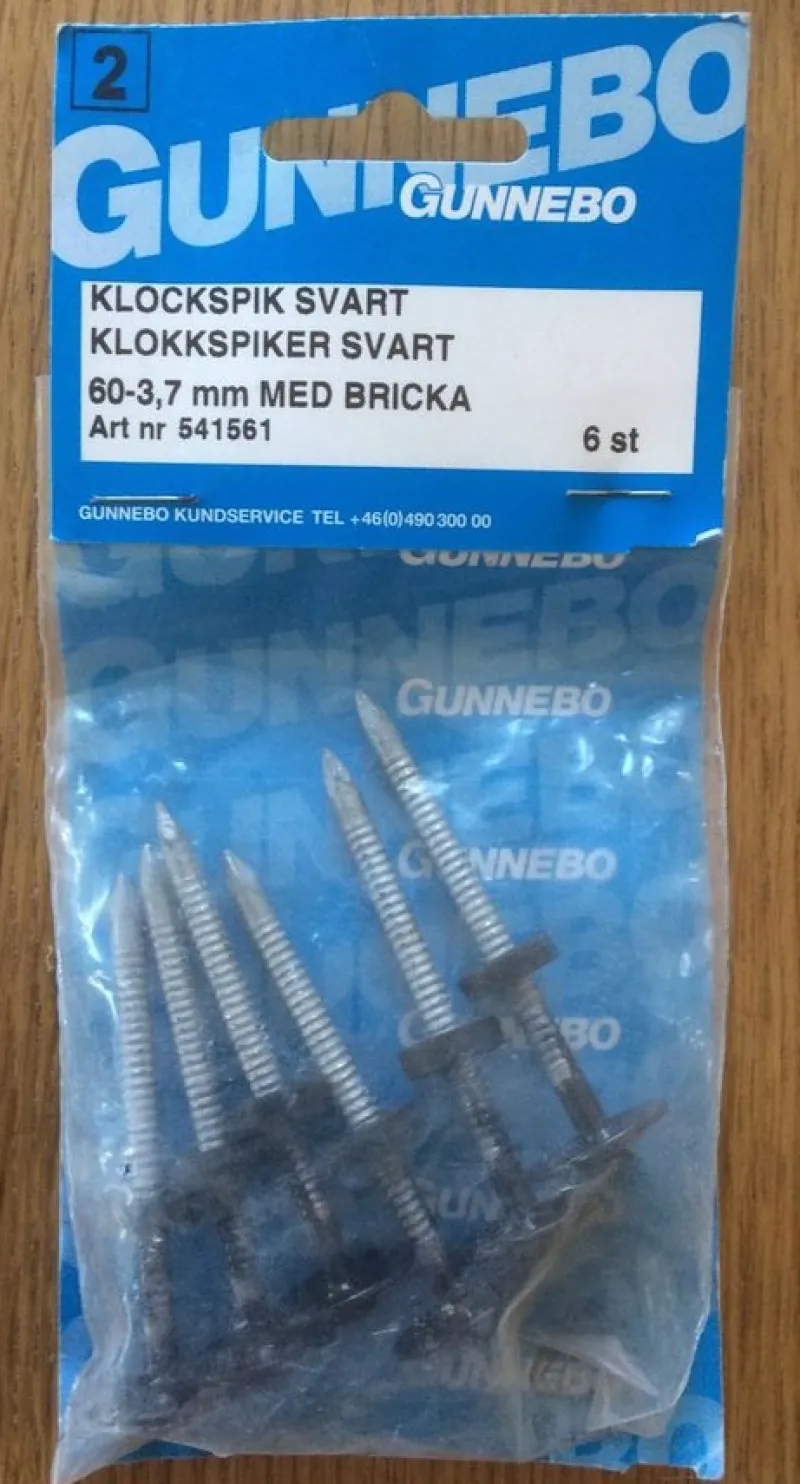 2
GUNNEBO
GUNNEBO
KLOCKSPIK SVART
KLOKKSPIKER SVART
60-3,7 mm MED BRICKA
Art nr 541561
6 st
GUNNEBO KUNDSERVICE TEL +46(0)490 300 00
GUNNEBO
GUNNEBO
GUNNEBO
GUNNEBO